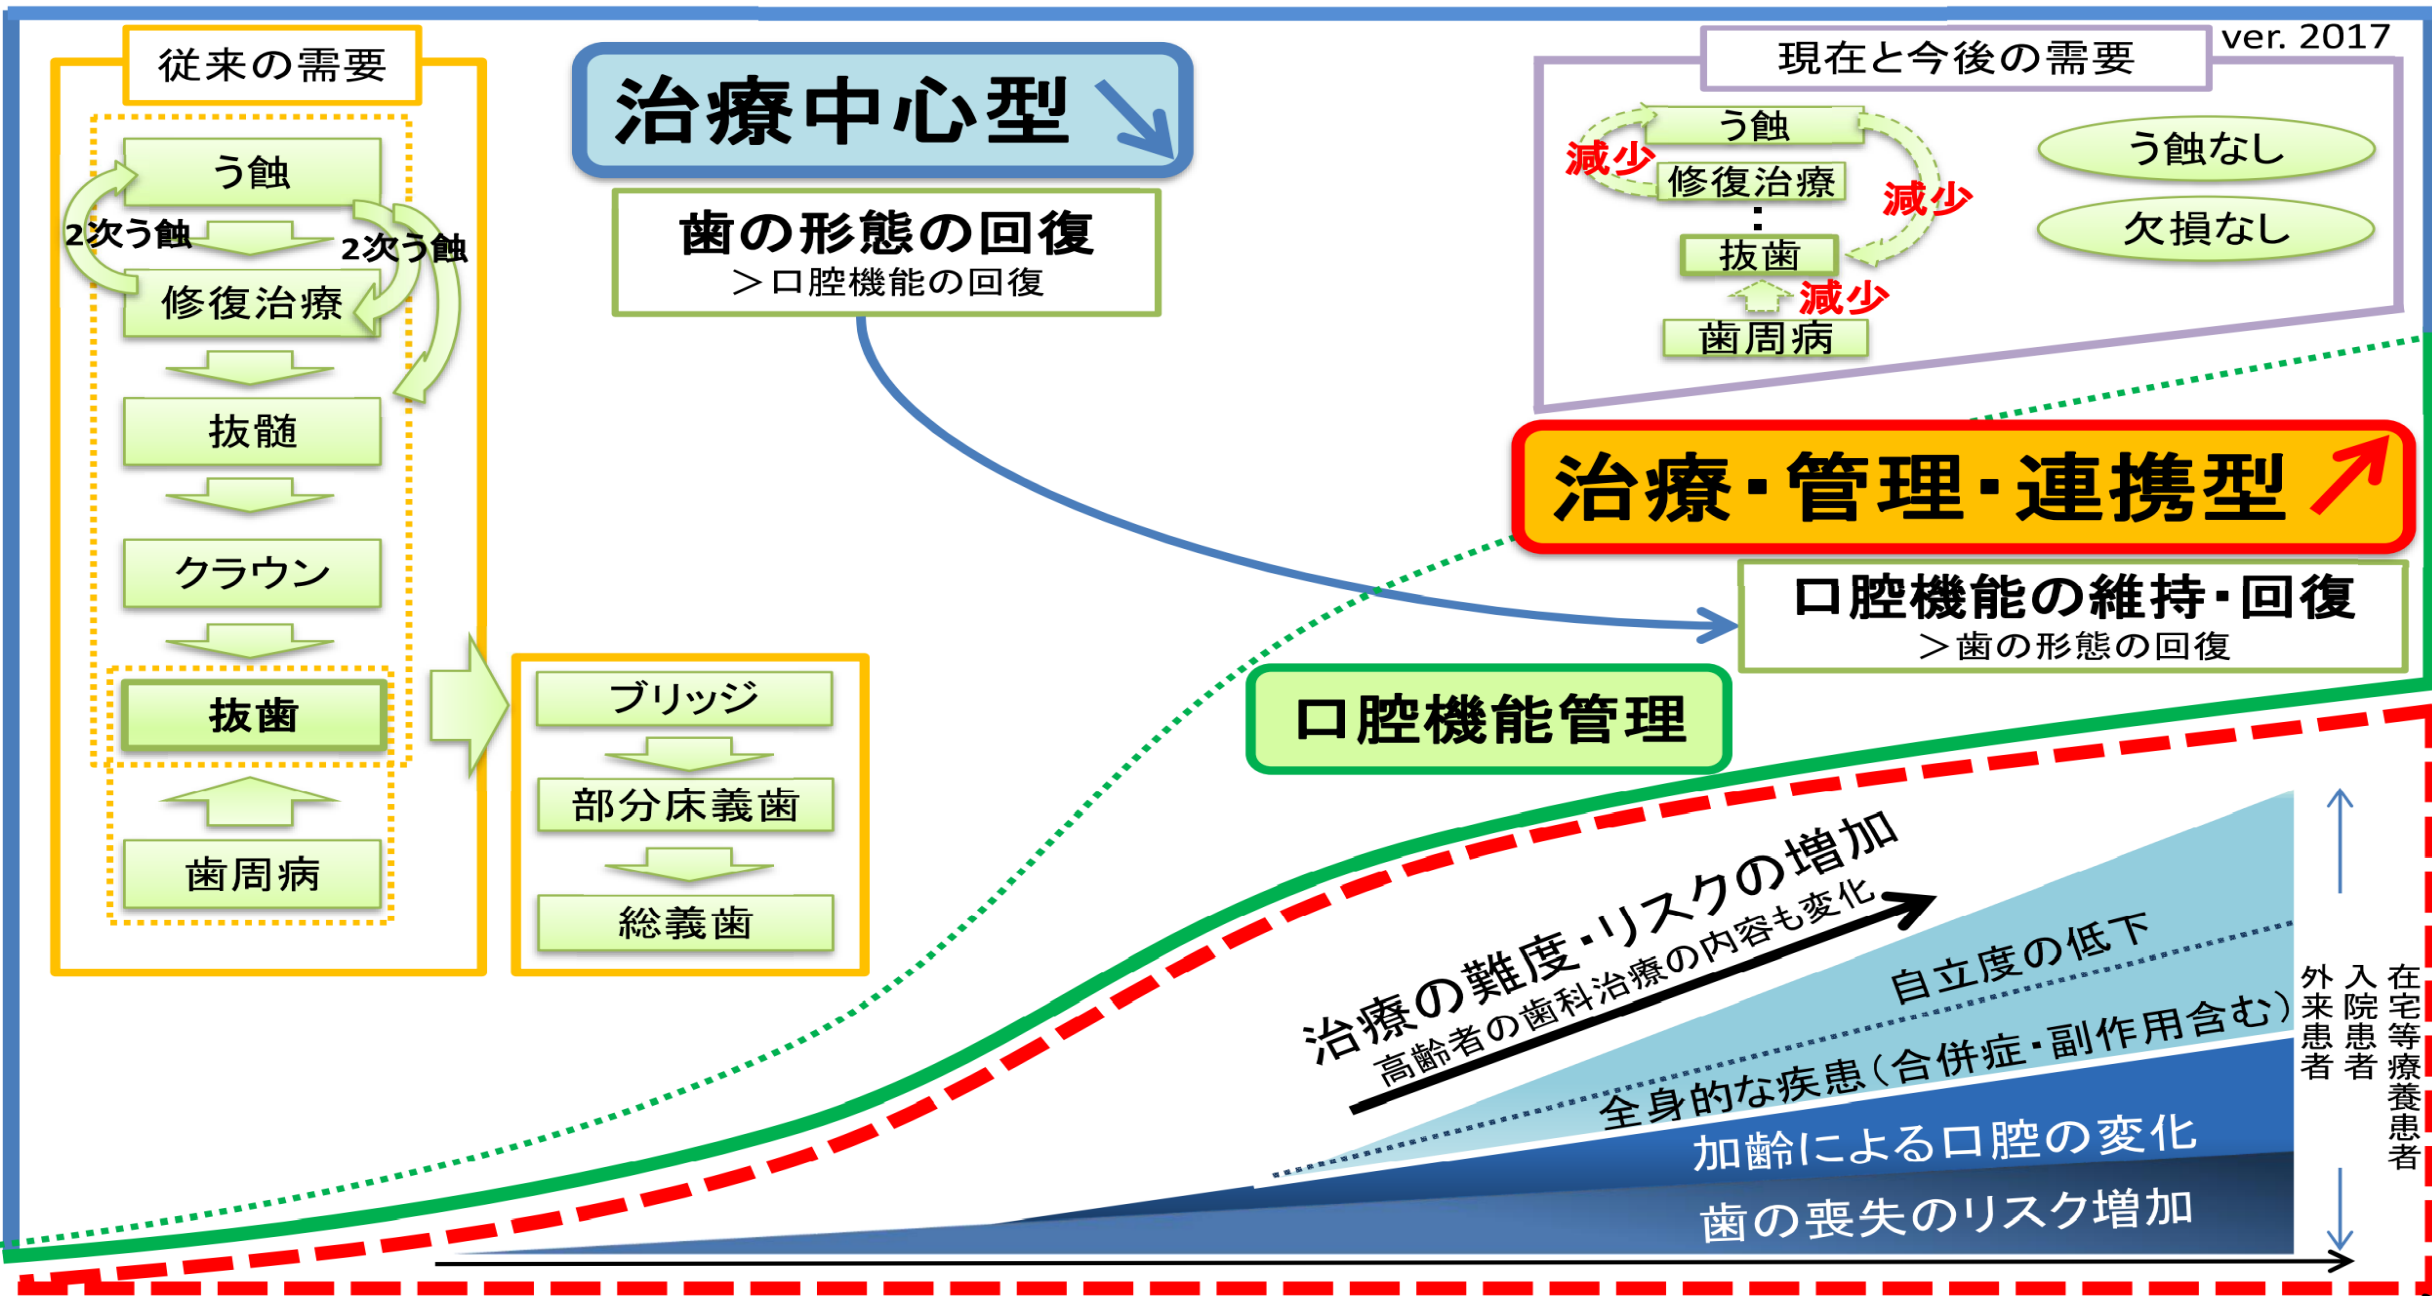 従来の需要
う蝕
2次う蝕
2次う蝕
修復治療
抜髄
クラウン
抜歯
歯周病
ブリッジ
部分床義歯
総義歯
治療中心型
歯の形態の回復
＞口腔機能の回復
ver. 2017
現在と今後の需要
う蝕
減少
修復治療
減少
抜歯
減少
歯周病
う蝕なし
欠損なし
治療・管理・連携型
口腔機能の維持・回復
＞歯の形態の回復
口腔機能管理
治療の難度・リスクの増加
高齢者の歯科治療の内容も変化
自立度の低下
全身的な疾患（合併症・副作用含む）
加齢による口腔の変化
歯の喪失のリスク増加
在宅等療養患者
入院患者
外来患者